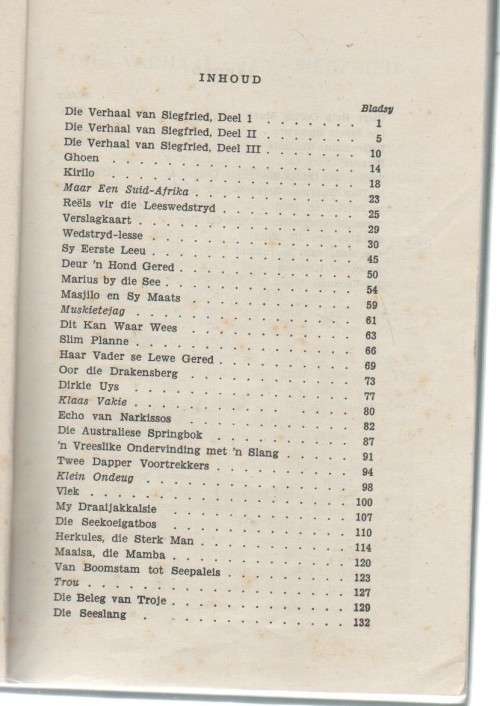 INHOUD
Bladsy
Die Verhaal van Siegfried, Deel 1 . . . . . . . 1
Die Verhaal van Siegfried, Deel II . . . . . . . 5
Die Verhaal van Siegfried, Deel III . . . . . . . 10
Ghoen . . . . . . . . . . . . . . 14
Kirilo . . . . . . . . . . . . . . 18
Maar Een Suid-Afrika . . . . . . . . . . 23
Reëls vir die Leeswedstryd . . . . . . . . . 25
Verslagkaart . . . . . . . . . . . . . 29
Wedstryd-lesse . . . . . . . . . . . . 30
Sy Eerste Leeu . . . . . . . . . . . . 45
Deur 'n Hond Gered . . . . . . . . . . . 50
Marius by die See . . . . . . . . . . . 54
Masjilo en Sy Maats . . . . . . . . . . 59
Muskietejag . . . . . . . . . . . . . 61
Dit Kan Waar Wees . . . . . . . . . . . 63
Slim Planne . . . . . . . . . . . . . 66
Haar Vader se Lewe Gered . . . . . . . . . 69
Oor die Drakensberg . . . . . . . . . . 73
Dirkie Uys . . . . . . . . . . . . . 77
Klaas Vakie . . . . . . . . . . . . . 80
Echo van Narkissos . . . . . . . . . . 82
Die Australiese Springbok . . . . . . . . . 87
'n Vreeslike Ondervinding met 'n Slang . . . . . 91
Twee Dapper Voortrekkers . . . . . . . . . 94
Klein Ondeug . . . . . . . . . . . . 98
Vlek . . . . . . . . . . . . . . . 100
My Draaijakkalsie . . . . . . . . . . . 107
Die Seekoeigatbos . . . . . . . . . . . 110
Herkules, die Sterk Man . . . . . . . . . 114
Maaisa, die Mamba . . . . . . . . . . . 120
Van Boomstam tot Seepaleis . . . . . . . . 123
Trou . . . . . . . . . . . . . . . 127
Die Beleg van Troje . . . . . . . . . . . 129
Die Seeslang . . . . . . . . . . . . 132